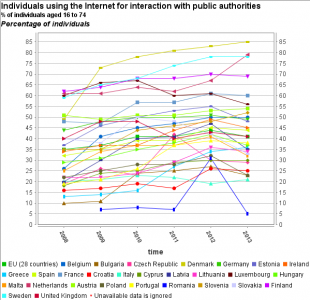 Individuals using the Internet for interaction with public authorities
% of individuals aged 16 to 74
Percentage of individuals
85
80
75
70
65
60
55
50
45
40
35
30
25
20
15
10
5
0
2008 2009 2010 2011 2012 2013
time
EU (28 countries) Belgium Bulgaria Czech Republic Denmark Germany Estonia Ireland
Greece Spain France Croatia Italy Cyprus Latvia Lithuania Luxembourg Hungary
Malta Netherlands Austria Poland Portugal Romania Slovenia Slovakia Finland
Sweden United Kingdom Unavailable data is ignored